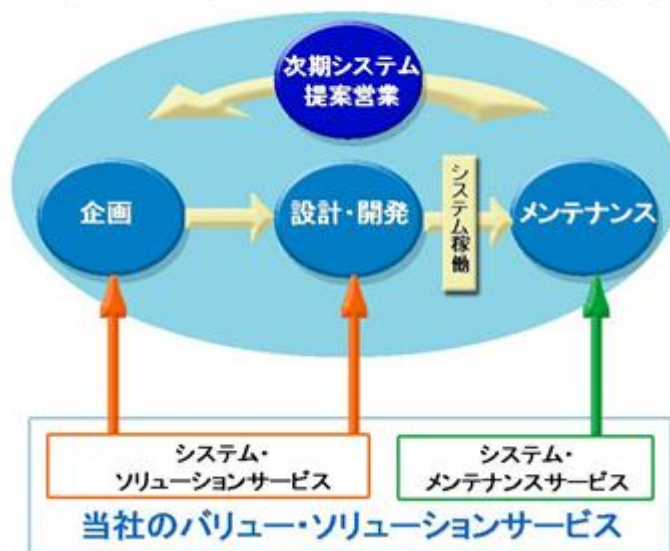 次期システム
提案営業
企画
設計・開発
システム稼働
メンテナンス
システム・
ソリューションサービス
システム・
メンテナンスサービス
当社のバリュー・ソリューションサービス